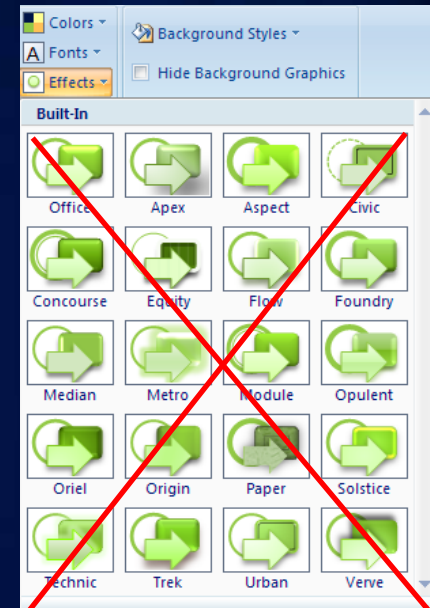 Colors
A Fonts
Effects
Background Styles
Hide Background Graphics
Built-In
Office Apex Aspect Civic
Concourse Equity Flow Foundry
Median Metro Module Opulent
Oriel Origin Paper Solstice
Technic Trek Urban Verve